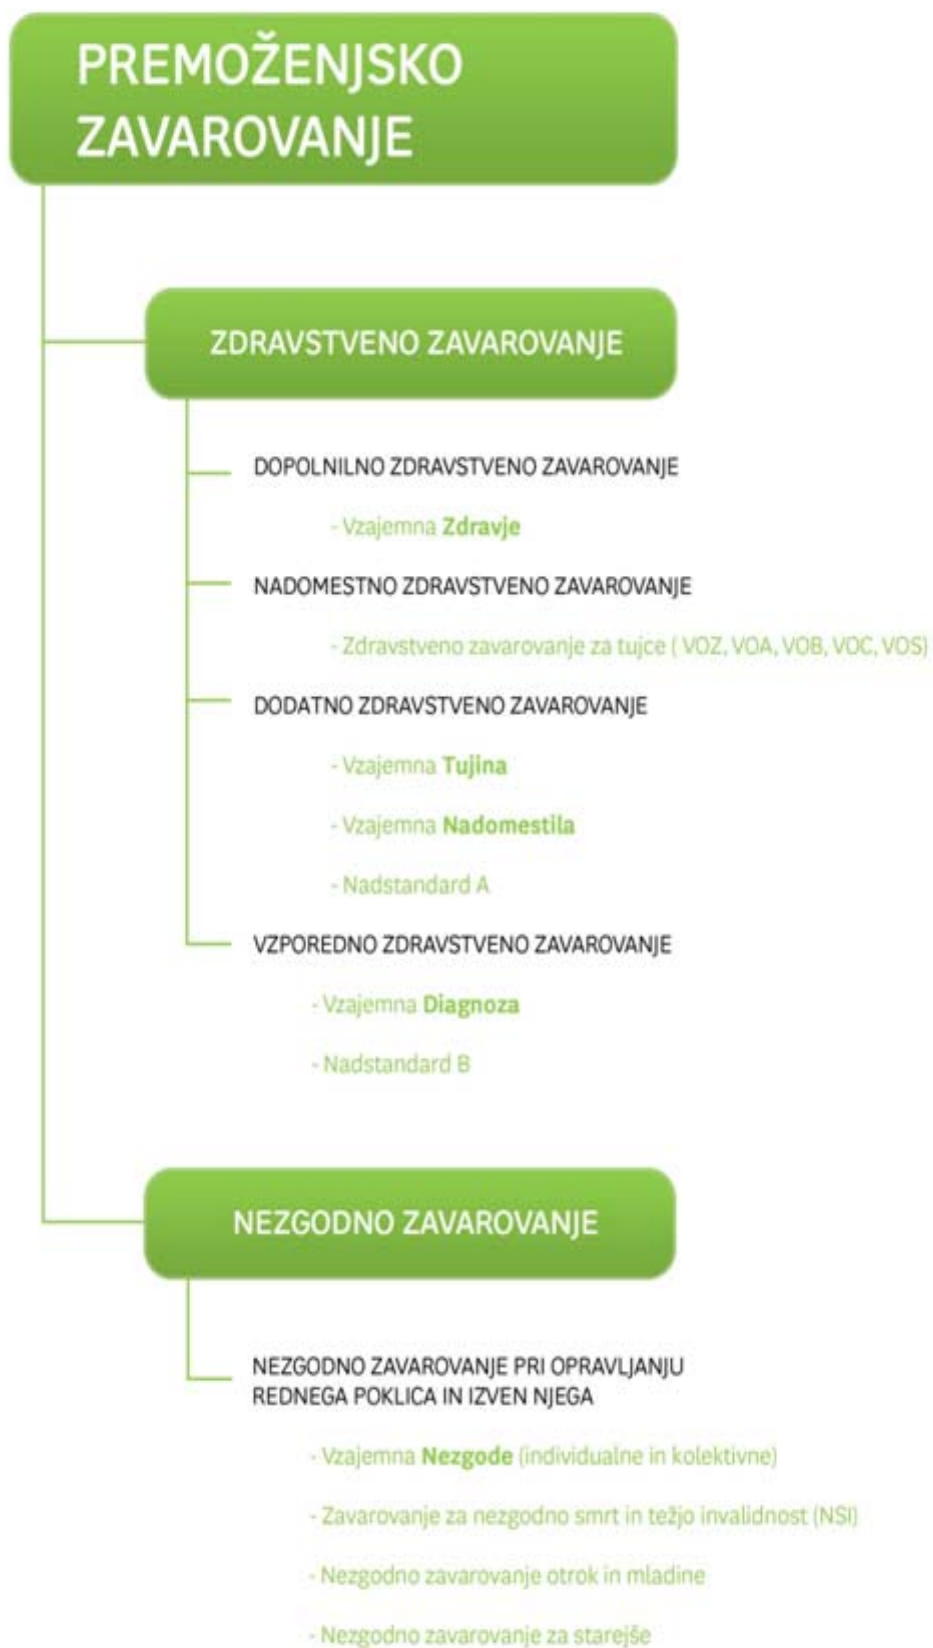 PREMOŽENJSKO
ZAVAROVANJE
ZDRAVSTVENO ZAVAROVANJE
DOPOLNILNO ZDRAVSTVENO ZAVAROVANJE
- Vzajemna Zdravje
NADOMESTNO ZDRAVSTVENO ZAVAROVANJE
- Zdravstveno zavarovanje za tujce ( VOZ, VOA, VOB, VOC, VOS)
DODATNO ZDRAVSTVENO ZAVAROVANJE
- Vzajemna Tujina
- Vzajemna Nadomestila
- Nadstandard A
VZPOREDNO ZDRAVSTVENO ZAVAROVANJE
- Vzajemna Diagnoza
- Nadstandard B
NEZGODNO ZAVAROVANJE
NEZGODNO ZAVAROVANJE PRI OPRAVLJANJU
REDNEGA POKLICA IN IZVEN NJEGA
- Vzajemna Nezgode (individualne in kolektivne)
- Zavarovanje za nezgodno smrt in težjo invalidnost (NSI)
- Nezgodno zavarovanje otrok in mladine
- Nezgodno zavarovanje za starejše